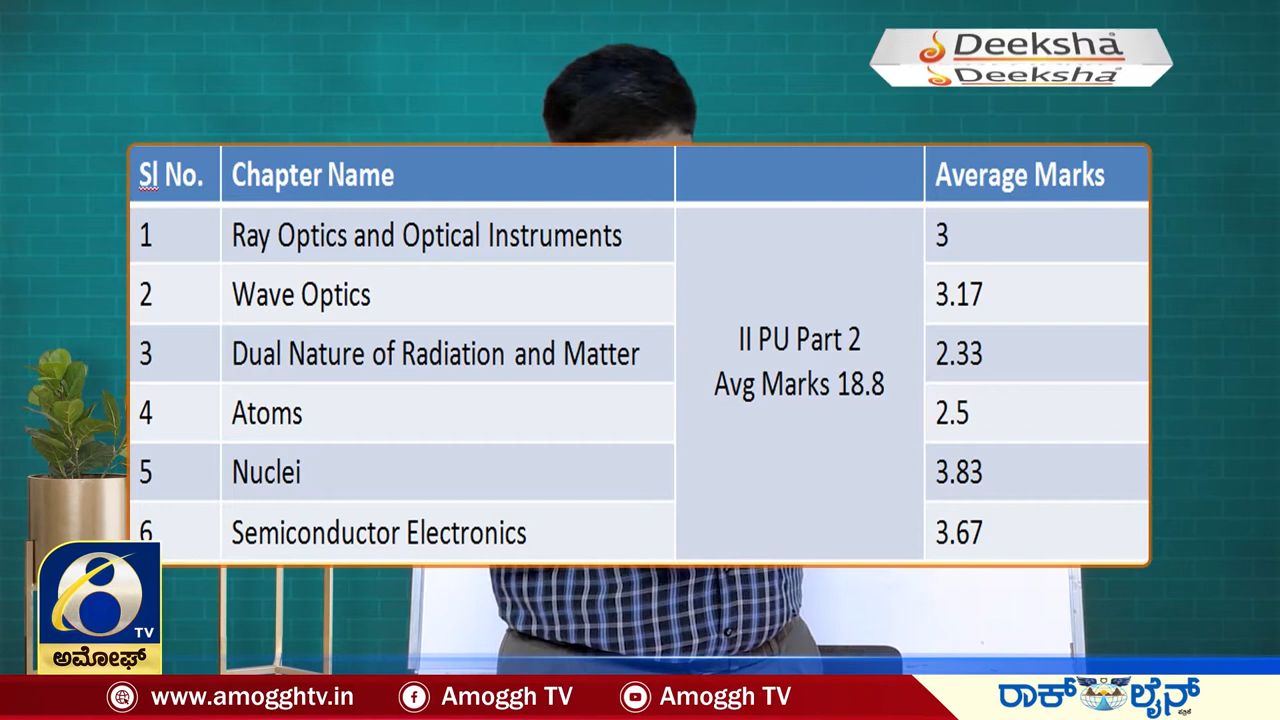 Deeksha
Deeksha
Sl No. Chapter Name Average Marks
1 Ray Optics and Optical Instruments 3
2 Wave Optics 3.17
3 Dual Nature of Radiation and Matter 2.33
II PU Part 2
Avg Marks 18.8
4 Atoms 2.5
5 Nuclei 3.83
6 Semiconductor Electronics 3.67
8 TV
ಅಮೋಘ್
www.amogghtv.in Amoggh TV Amoggh TV
ರಾಕ್ ಲೈನ್